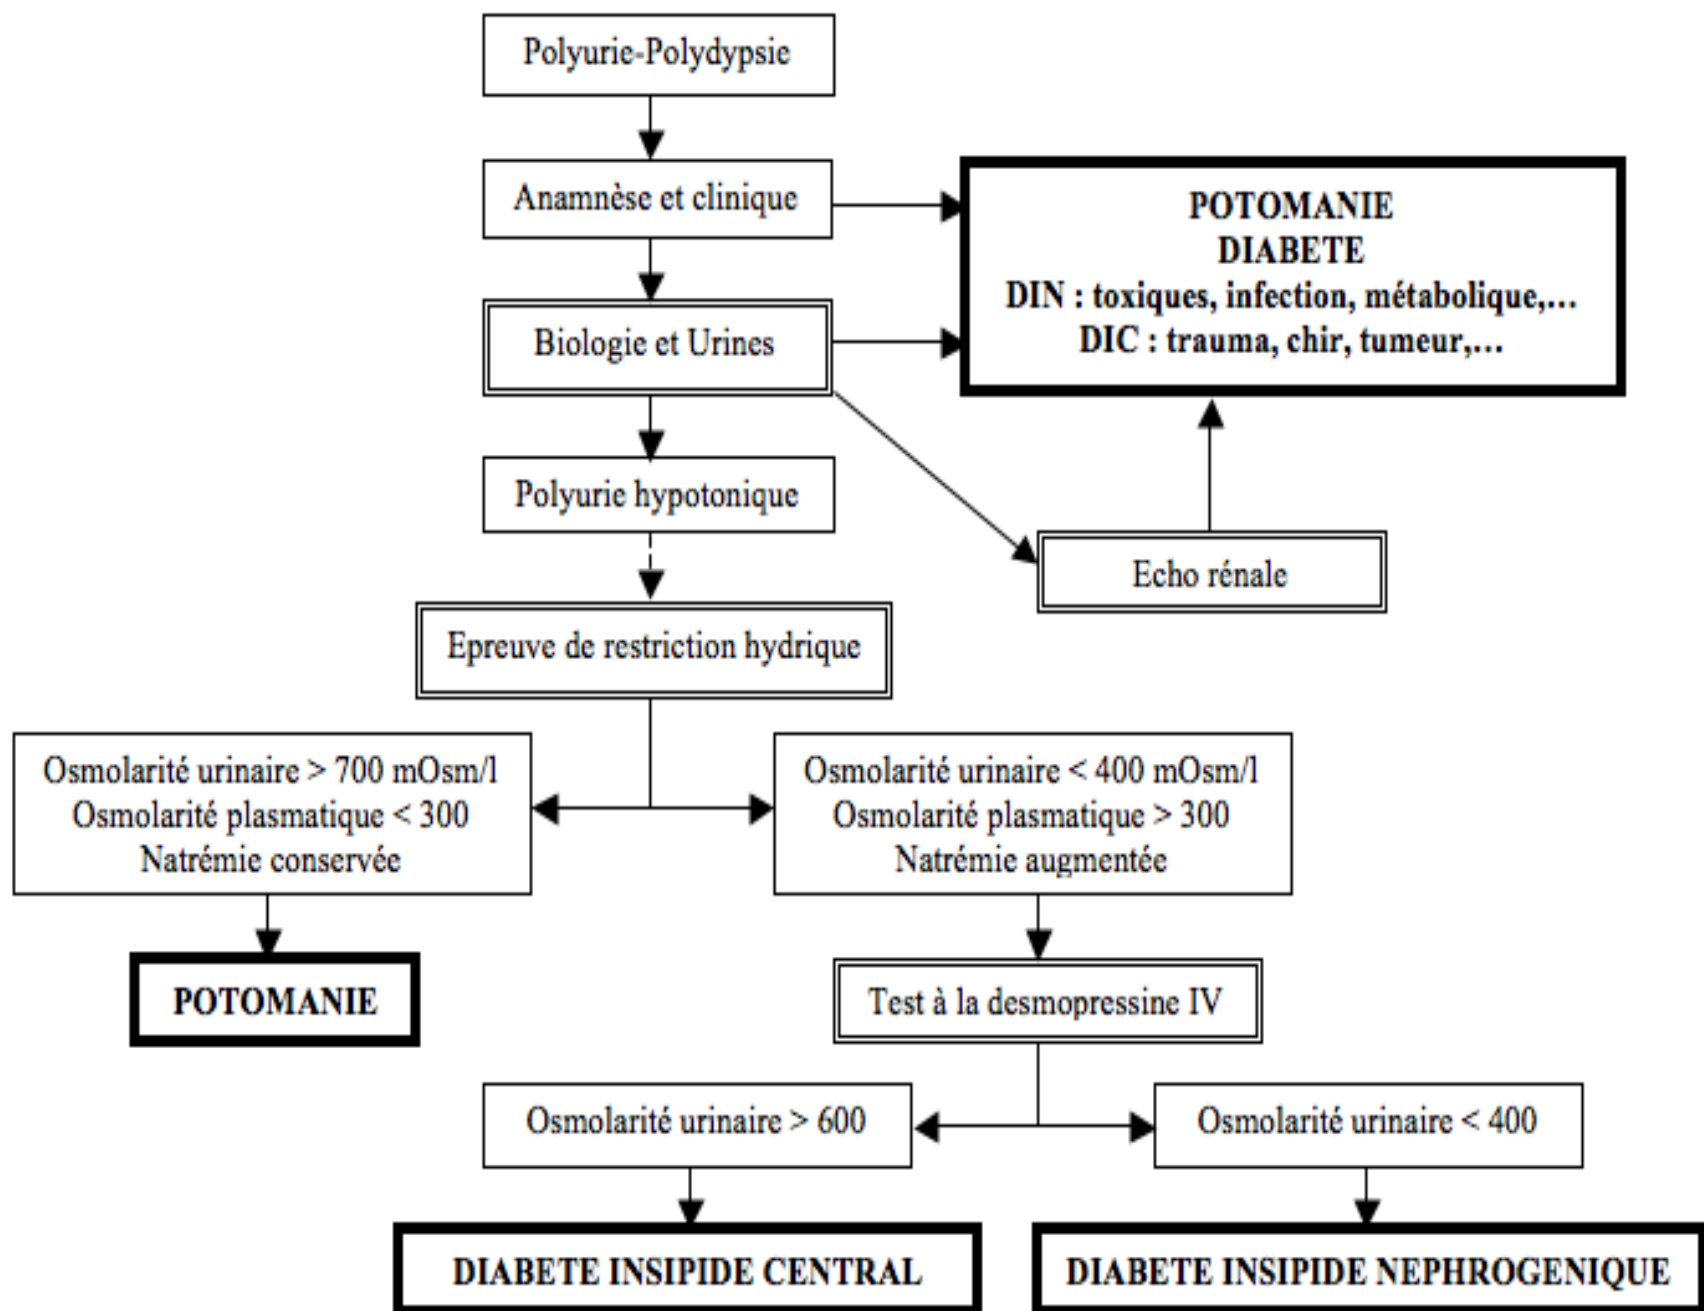 Polyurie-Polydypsie
Anamnèse et clinique
POTOMANIE
DIABETE
DIN : toxiques, infection, métabolique,...
DIC : trauma, chir, tumeur,...
Biologie et Urines
Polyurie hypotonique
Echo rénale
Epreuve de restriction hydrique
Osmolarité urinaire > 700 mOsm/l
Osmolarité plasmatique < 300
Natrémie conservée
Osmolarité urinaire < 400 mOsm/l
Osmolarité plasmatique > 300
Natrémie augmentée
POTOMANIE
Test à la desmopressine IV
Osmolarité urinaire > 600
Osmolarité urinaire < 400
DIABETE INSIPIDE CENTRAL
DIABETE INSIPIDE NEPHROGENIQUE